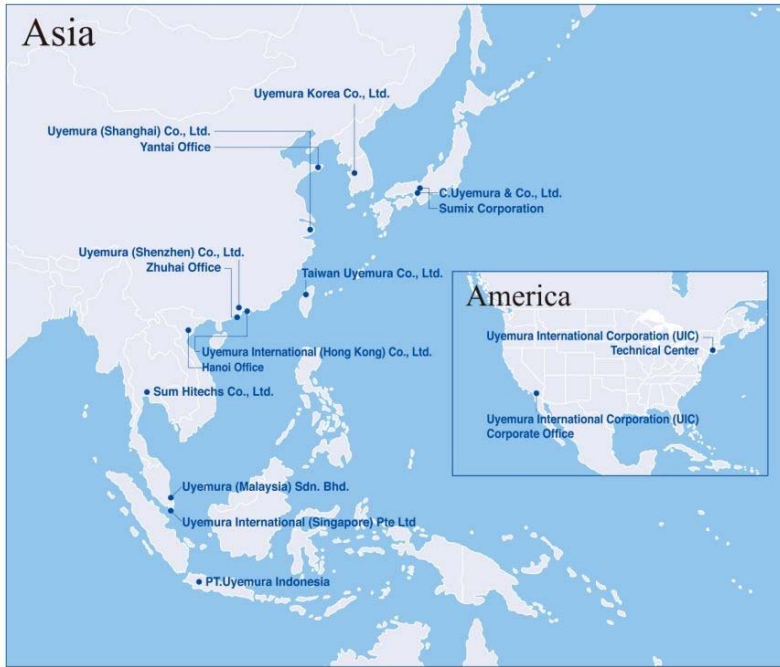 Asia
Uyemura Korea Co., Ltd.
Uyemura (Shanghai) Co., Ltd.
Yantai Office
C.Uyemura & Co., Ltd.
Sumix Corporation
Uyemura (Shenzhen) Co., Ltd.
Zhuhai Office
Taiwan Uyemura Co., Ltd.
Uyemura International (Hong Kong) Co., Ltd.
Hanoi Office
Sum Hitechs Co., Ltd.
Uyemura (Malaysia) Sdn. Bhd.
Uyemura International (Singapore) Pte Ltd
PT.Uyemura Indonesia
America
Uyemura International Corporation (UIC)
Technical Center
Uyemura International Corporation (UIC)
Corporate Office